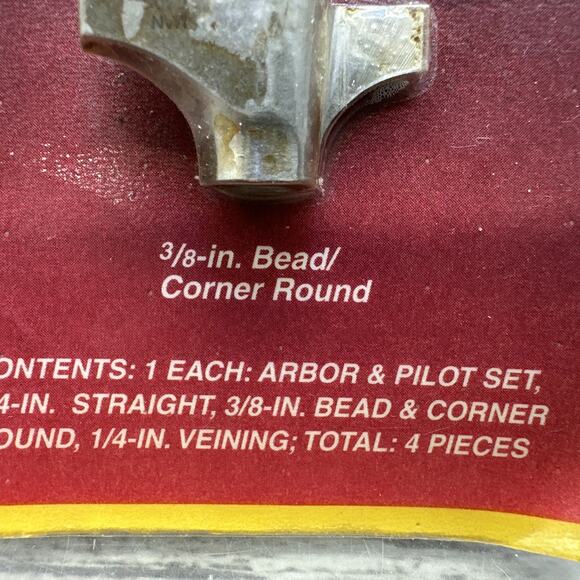 3/8-in. Bead/
Corner Round
ONTENTS: 1 EACH: ARBOR & PILOT SET,
4-IN. STRAIGHT, 3/8-IN. BEAD & CORNER
OUND, 1/4-IN. VEINING; TOTAL: 4 PIECES